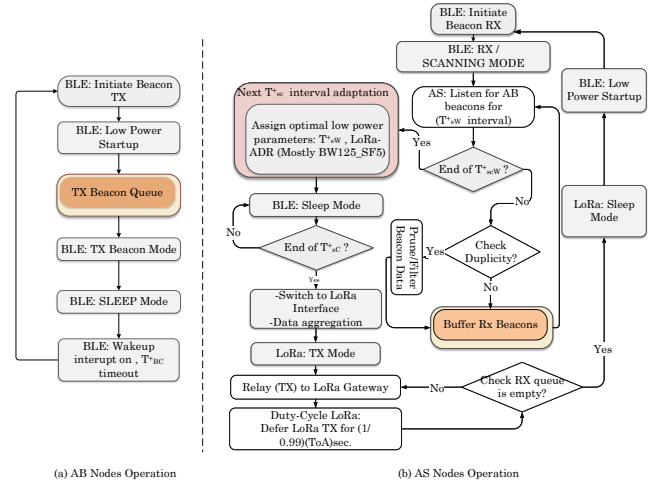 BLE: Initiate Beacon
TX
BLE: Low Power
Startup
TX Beacon Queue
BLE: TX Beacon Mode
BLE: SLEEP Mode
BLE: Wakeup
interupt on , T+BC
timeout
(a) AB Nodes Operation
BLE: Initiate
Beacon RX
BLE: RX /
SCANNING MODE
AS: Listen for AB
beacons for
(T+sW interval)
End of T+scW ?
Yes
No
Next T+sc interval adaptation
Assign optimal low power
parameters: T+sW , LoRa-
ADR (Mostly BW125_SF5)
BLE: Sleep Mode
End of T+sC ?
No
Yes
-Switch to LoRa
Interface
-Data aggregation
LoRa: TX Mode
Relay (TX) to LoRa Gateway
Duty-Cycle LoRa:
Defer LoRa TX for (1/
0.99)(ToA)sec.
Check
Duplicity?
Yes
No
Prune/Filter
Beacon Data
Buffer Rx Beacons
Check RX queue
is empty?
No
Yes
LoRa: Sleep
Mode
BLE: Low
Power Startup
(b) AS Nodes Operation